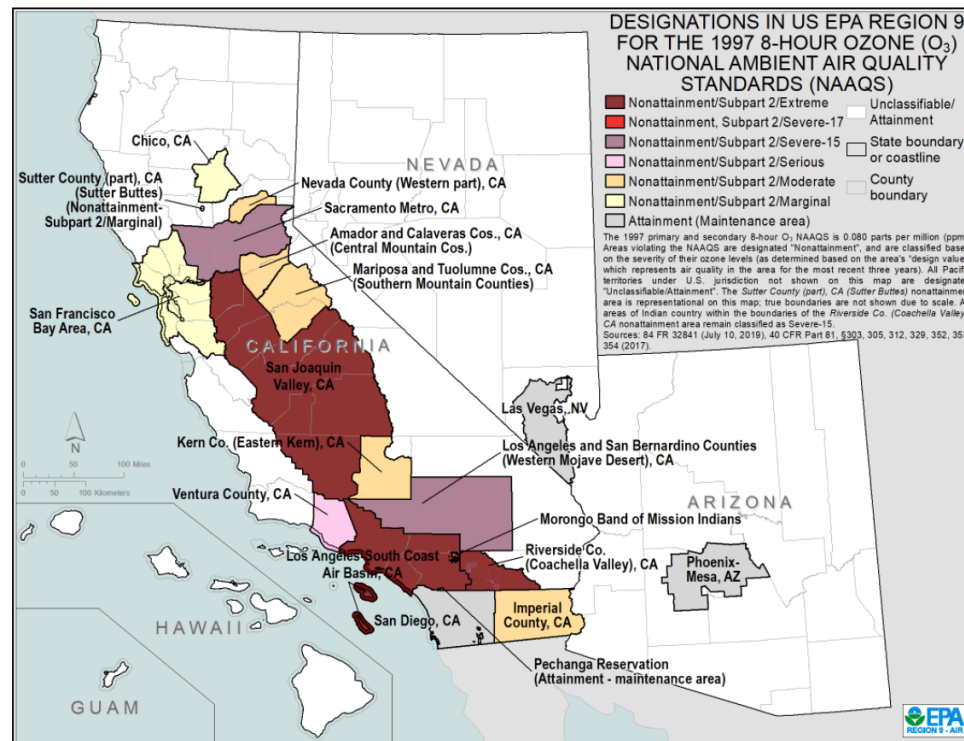 DESIGNATIONS IN US EPA REGION 9
FOR THE 1997 8-HOUR OZONE (O₃)
NATIONAL AMBIENT AIR QUALITY
STANDARDS (NAAQS)
Nonattainment/Subpart 2/Extreme
Nonattainment, Subpart 2/Severe-17
Nonattainment/Subpart 2/Severe-15
Nonattainment/Subpart 2/Serious
Nonattainment/Subpart 2/Moderate
Nonattainment/Subpart 2/Marginal
Attainment (Maintenance area)
Unclassifiable/
Attainment
State boundary
or coastline
County
boundary
The 1997 primary and secondary 8-hour O₃ NAAQS is 0.080 parts per million (ppm
Areas violating the NAAQS are designated "Nonattainment", and are classified base
on the severity of their ozone levels (as determined based on the area's "design value
which represents air quality in the area for the most recent three years). All Pacif
territories under U.S. jurisdiction not shown on this map are designate
"Unclassifiable/Attainment". The Sutter County (part), CA (Sutter Buttes) nonattainmen
area is representational on this map; true boundaries are not shown due to scale. A
areas of Indian country within the boundaries of the Riverside Co. (Coachella Valley
CA nonattainment area remain classified as Severe-15.
Sources: 84 FR 32841 (July 10, 2019), 40 CFR Part 81, §303, 305, 312, 329, 352, 353
354 (2017).
Chico, CA
NEVADA
Sutter County (part), CA
(Sutter Buttes)
(Nonattainment-
Subpart 2/Marginal)
Nevada County (Western part), CA
Sacramento Metro, CA
Amador and Calaveras Cos., CA
(Central Mountain Cos.)
Mariposa and Tuolumne Cos., CA
(Southern Mountain Counties)
San Francisco
Bay Area, CA
CALIFORNIA
San Joaquin
Valley, CA
Las Vegas, NV
N
0 50 100 Miles
0 50 100 Kilometers
Kern Co. (Eastern Kern), CA
Los Angeles and San Bernardino Counties
(Western Mojave Desert), CA
Ventura County, CA
ARIZONA
Morongo Band of Mission Indians
Los Angeles-South Coast
Air Basin, CA
Riverside Co.
(Coachella Valley), CA
Phoenix-
Mesa, AZ
San Diego, CA
Imperial
County, CA
HAWAII
Pechanga Reservation
(Attainment - maintenance area)
GUAM
EPA
REGION 9 - AIR